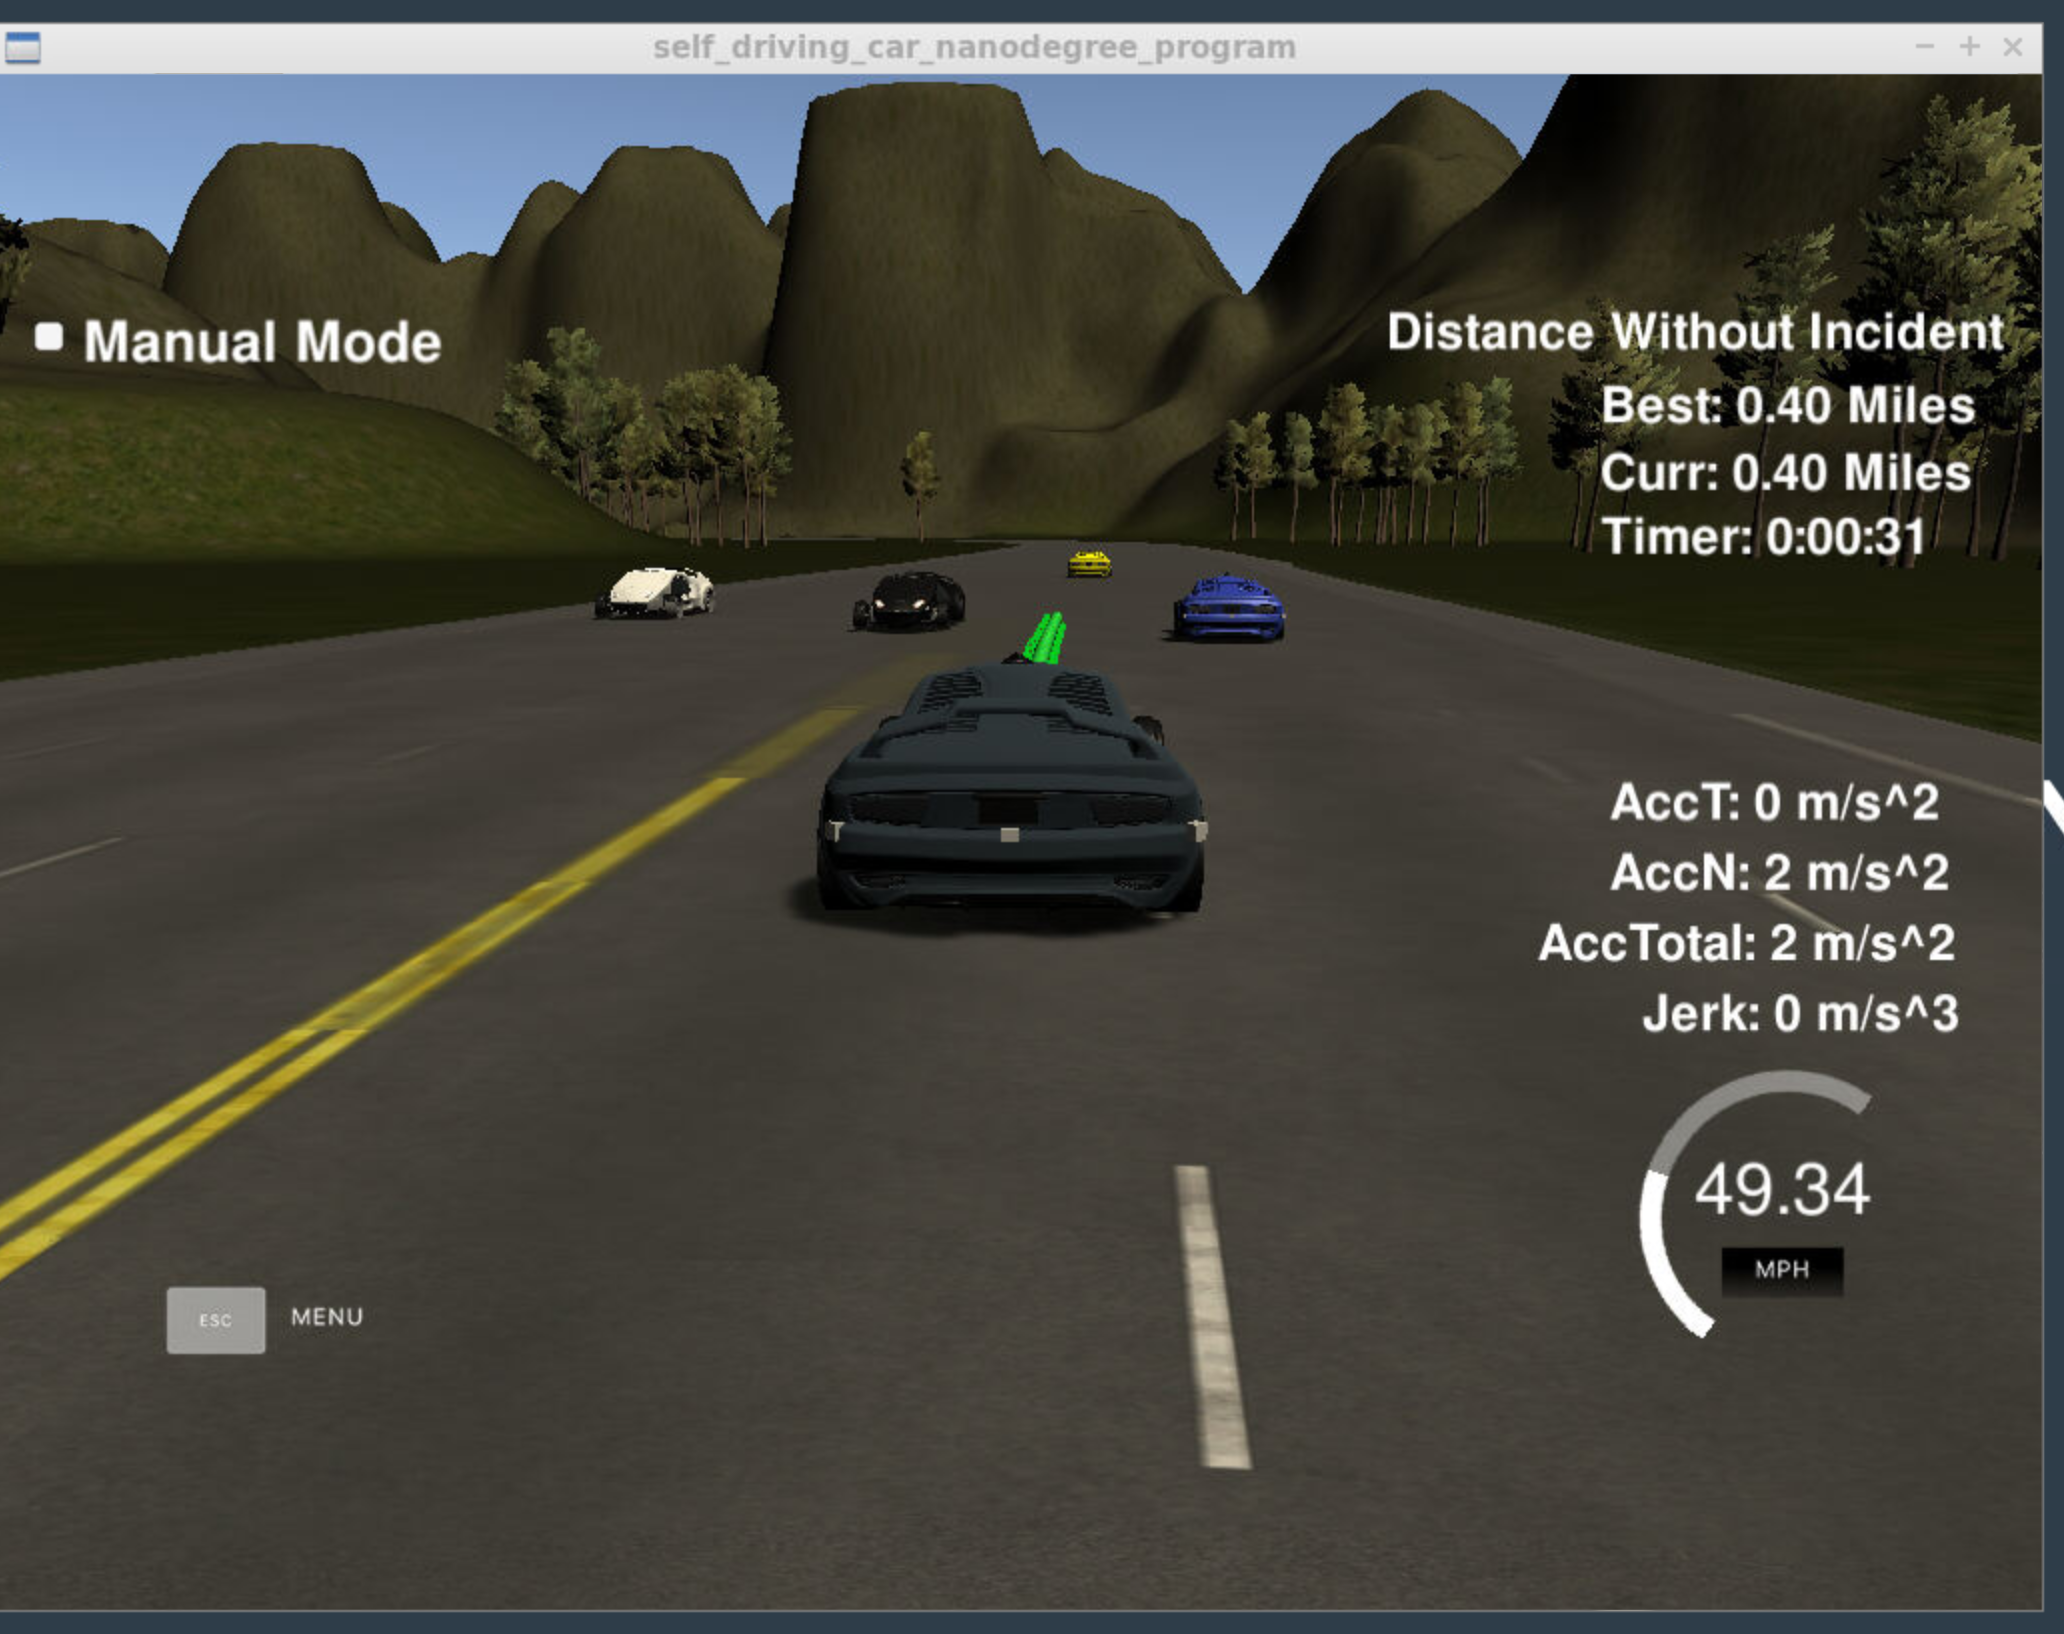 self_driving_car_nanodegree_program
Manual Mode
Distance Without Incident
Best: 0.40 Miles
Curr: 0.40 Miles
Timer: 0:00:31
AccT: 0 m/s^2
AccN: 2 m/s^2
AccTotal: 2 m/s^2
Jerk: 0 m/s^3
49.34
MPH
ESC MENU